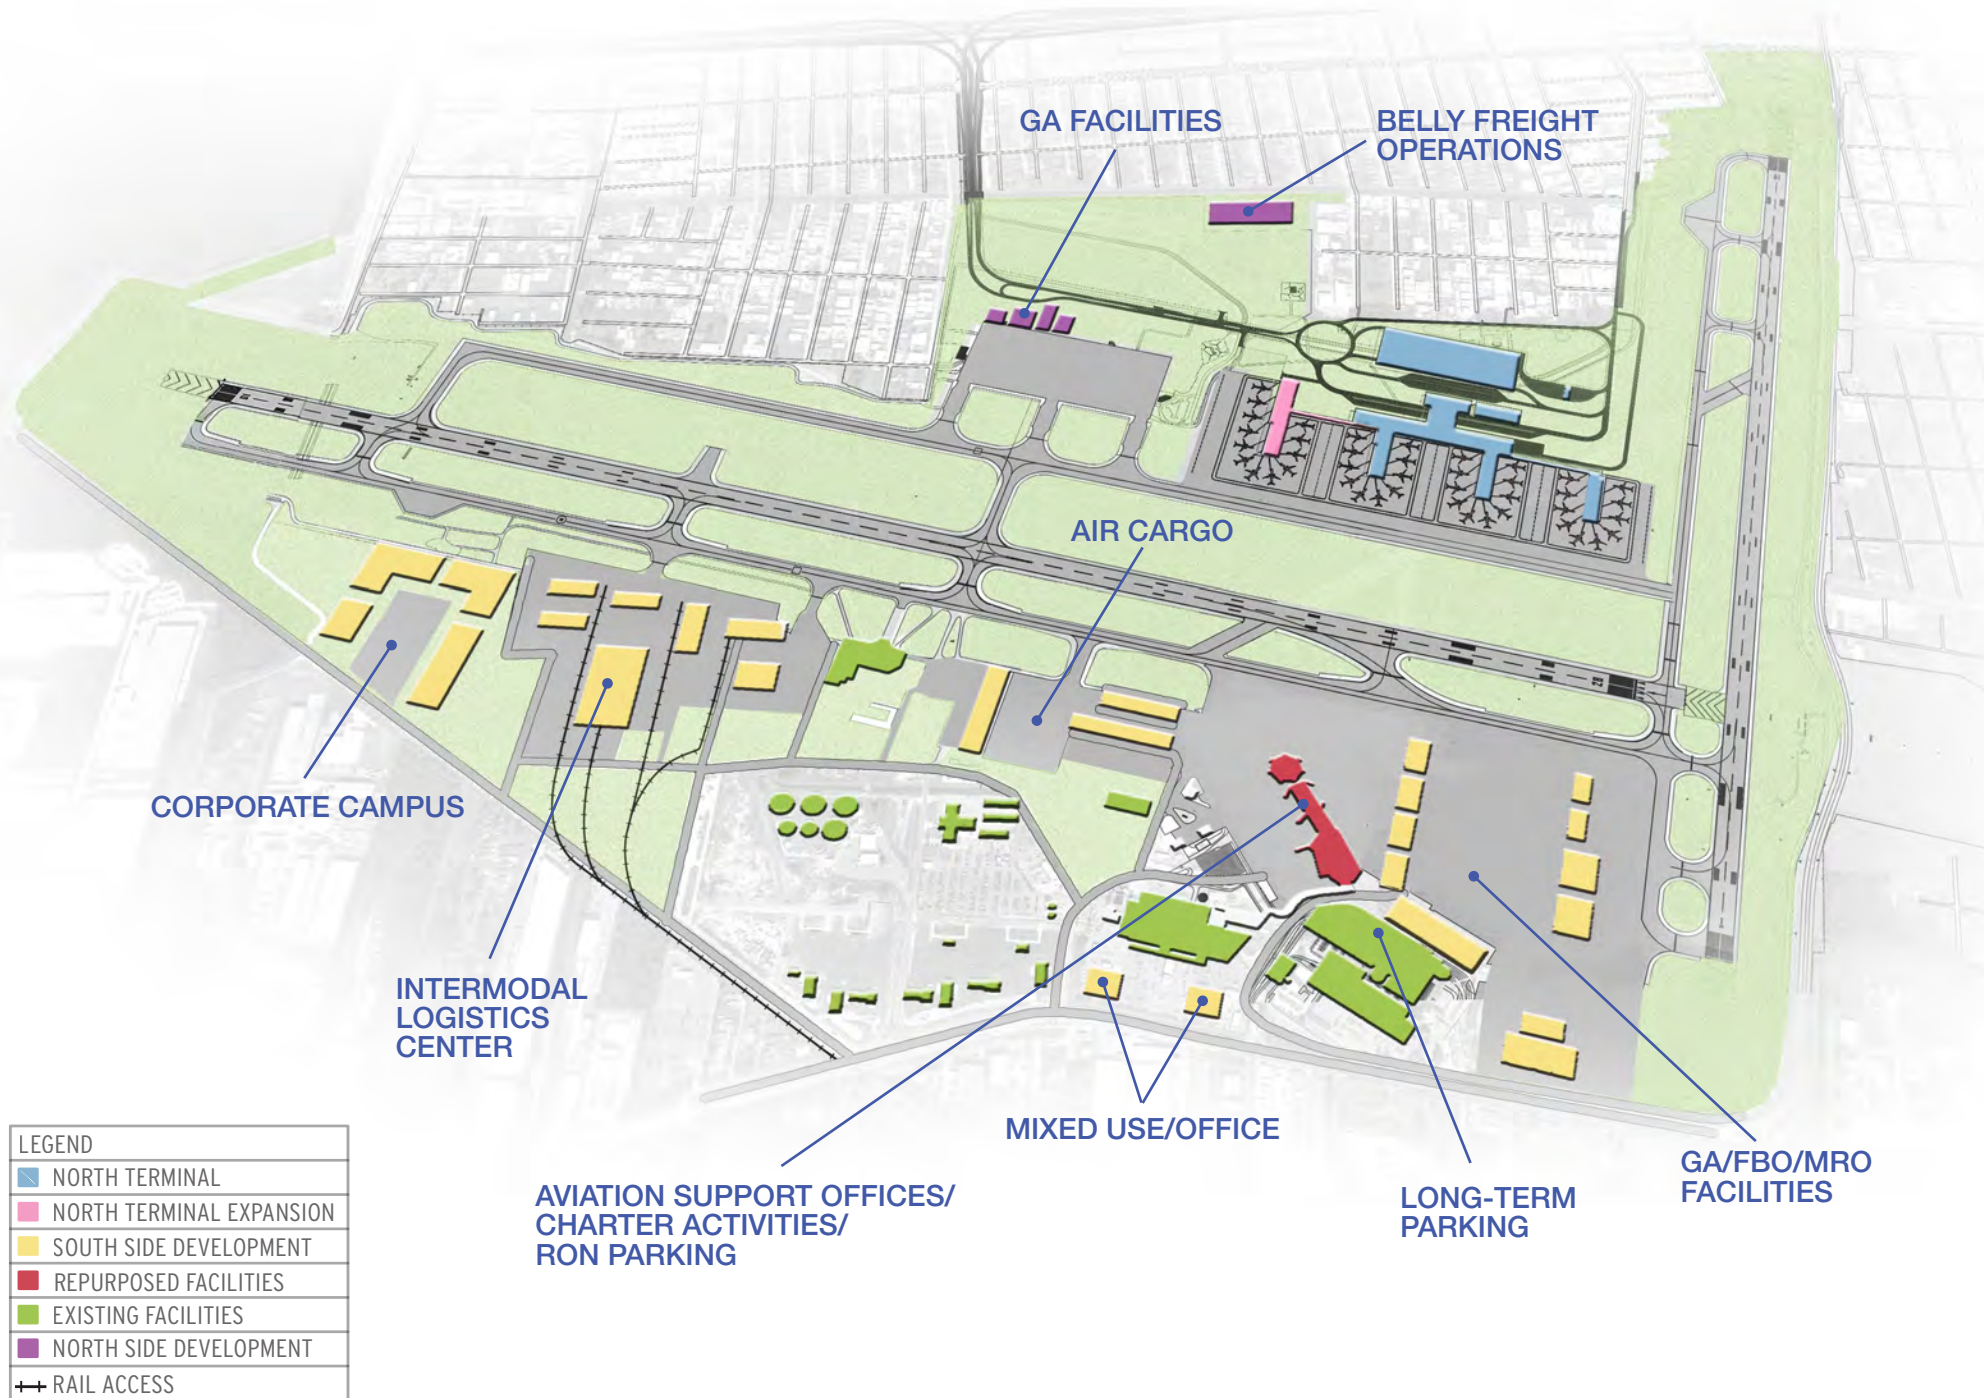 GA FACILITIES
BELLY FREIGHT
OPERATIONS
AIR CARGO
CORPORATE CAMPUS
INTERMODAL
LOGISTICS
CENTER
MIXED USE/OFFICE
AVIATION SUPPORT OFFICES/
CHARTER ACTIVITIES/
RON PARKING
LONG-TERM
PARKING
GA/FBO/MRO
FACILITIES
LEGEND
NORTH TERMINAL
NORTH TERMINAL EXPANSION
SOUTH SIDE DEVELOPMENT
REPURPOSED FACILITIES
EXISTING FACILITIES
NORTH SIDE DEVELOPMENT
RAIL ACCESS